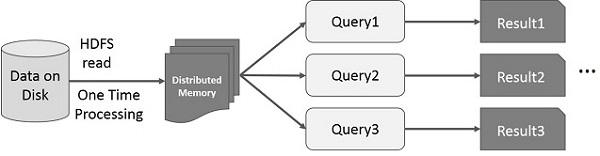 Data on
Disk
HDFS
read
One Time
Processing
Distributed
Memory
Query1
Result1
Query2
Result2
...
Query3
Result3